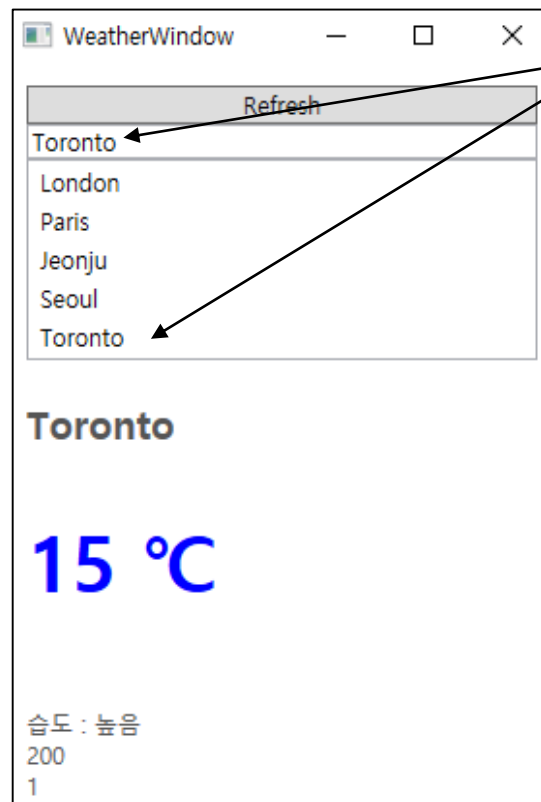 WeatherWindow
Refresh
Toronto
London
Paris
Jeonju
Seoul
Toronto
Toronto
15 ℃
습도 : 높음
200
1